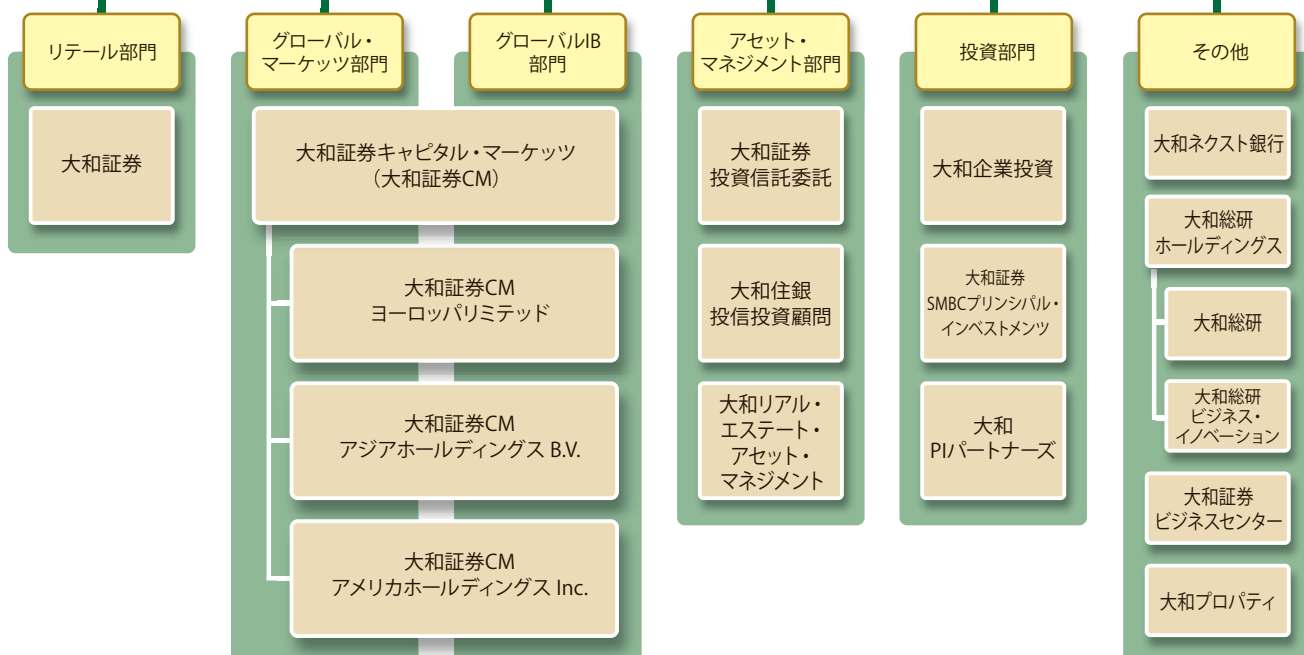 リテール部門
大和証券
グローバル・
マーケッツ部門
グローバルIB
部門
大和証券キャピタル・マーケッツ
（大和証券CM）
大和証券CM
ヨーロッパリミテッド
大和証券CM
アジアホールディングス B.V.
大和証券CM
アメリカホールディングス Inc.
アセット・
マネジメント部門
大和証券
投資信託委託
大和住銀
投信投資顧問
大和リアル・
エステート・
アセット・
マネジメント
投資部門
大和企業投資
大和証券
SMBCプリンシパル・
インベストメンツ
大和
PIパートナーズ
その他
大和ネクスト銀行
大和総研
ホールディングス
大和総研
大和総研
ビジネス・
イノベーション
大和証券
ビジネスセンター
大和プロパティ